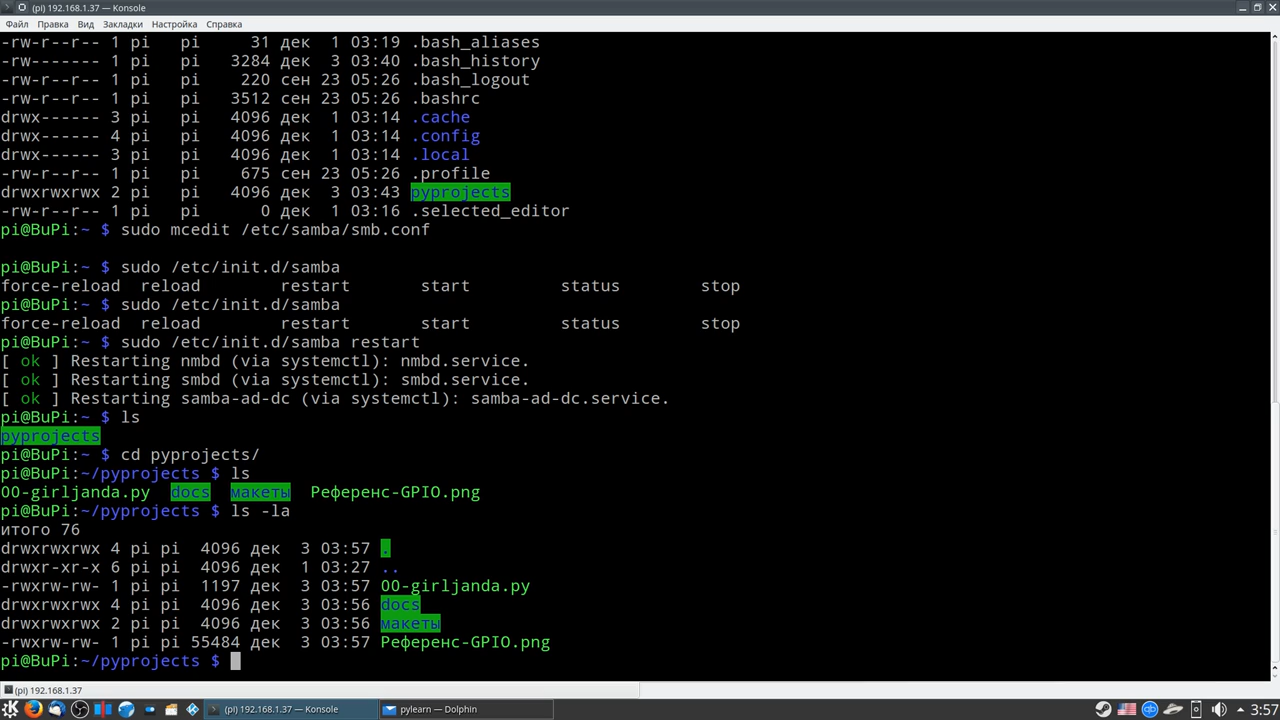 (pi) 192.168.1.37 — Konsole
Файл Правка Вид Закладки Настройка Справка
-rw-r--r-- 1 pi   pi     31 дек  1 03:19 .bash_aliases
-rw-r--r-- 1 pi   pi   3284 дек  3 03:40 .bash_history
-rw-r--r-- 1 pi   pi    220 сен 23 05:26 .bash_logout
-rw-r--r-- 1 pi   pi   3512 сен 23 05:26 .bashrc
drwx------ 3 pi   pi   4096 дек  1 03:14 .cache
drwx------ 4 pi   pi   4096 дек  1 03:14 .config
drwx------ 3 pi   pi   4096 дек  1 03:14 .local
-rw-r--r-- 1 pi   pi    675 сен 23 05:26 .profile
drwxrwxrwx 2 pi   pi   4096 дек  3 03:43 pyprojects
-rw-r--r-- 1 pi   pi      0 дек  1 03:16 .selected_editor
pi@BuPi:~ $ sudo mcedit /etc/samba/smb.conf
pi@BuPi:~ $ sudo /etc/init.d/samba
force-reload  reload        restart       start         status        stop
pi@BuPi:~ $ sudo /etc/init.d/samba
force-reload  reload        restart       start         status        stop
pi@BuPi:~ $ sudo /etc/init.d/samba restart
[ ok ] Restarting nmbd (via systemctl): nmbd.service.
[ ok ] Restarting smbd (via systemctl): smbd.service.
[ ok ] Restarting samba-ad-dc (via systemctl): samba-ad-dc.service.
pi@BuPi:~ $ ls
pyprojects
pi@BuPi:~ $ cd pyprojects/
pi@BuPi:~/pyprojects $ ls
00-girljanda.py  docs  макеты  Референс-GPIO.png
pi@BuPi:~/pyprojects $ ls -la
итого 76
drwxrwxrwx 4 pi pi  4096 дек  3 03:57 .
drwxr-xr-x 6 pi pi  4096 дек  1 03:27 ..
-rwxrw-rw- 1 pi pi  1197 дек  3 03:57 00-girljanda.py
drwxrwxrwx 4 pi pi  4096 дек  3 03:56 docs
drwxrwxrwx 2 pi pi  4096 дек  3 03:56 макеты
-rwxrw-rw- 1 pi pi 55484 дек  3 03:57 Референс-GPIO.png
pi@BuPi:~/pyprojects $
(pi) 192.168.1.37
(pi) 192.168.1.37 — Konsole
pylearn — Dolphin
3:57